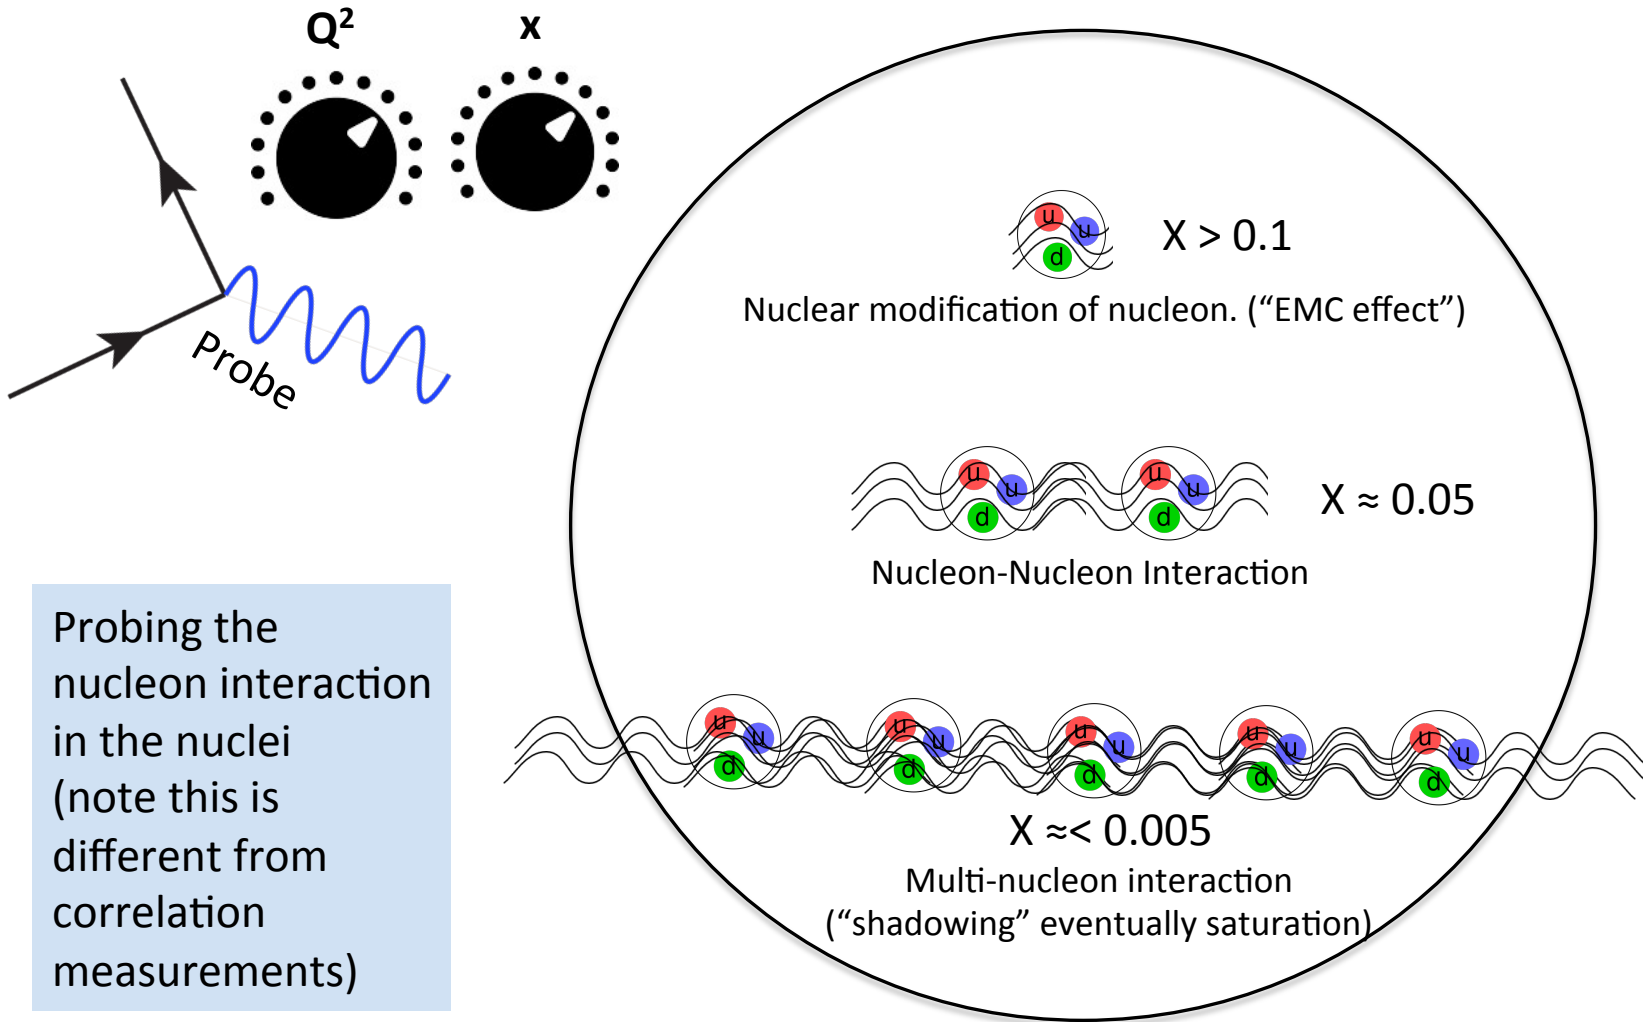 Q²
x
Probe
u
u
d
X > 0.1
Nuclear modification of nucleon. (“EMC effect”)
u
u
d
u
u
d
X ≈ 0.05
Nucleon-Nucleon Interaction
u
u
d
u
u
d
u
u
d
u
u
d
u
u
d
X ≈< 0.005
Multi-nucleon interaction
(“shadowing” eventually saturation)
Probing the
nucleon interaction
in the nuclei
(note this is
different from
correlation
measurements)